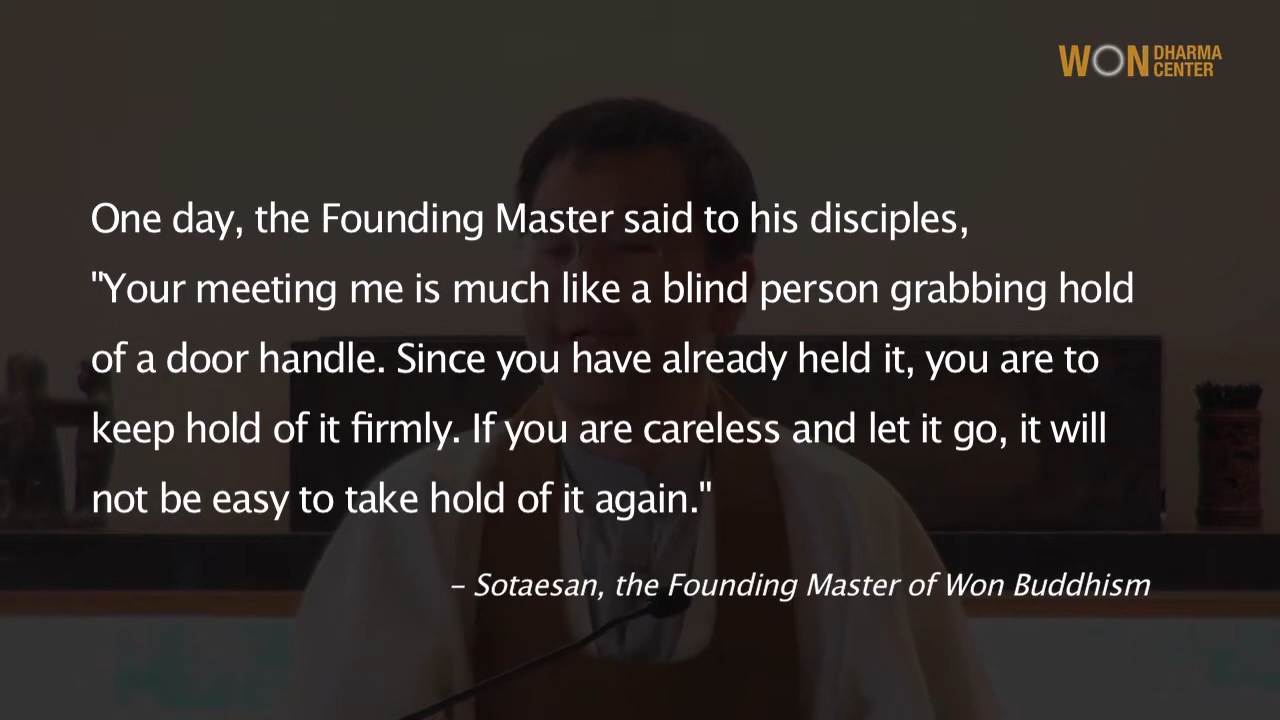 WON DHARMA CENTER
One day, the Founding Master said to his disciples,
"Your meeting me is much like a blind person grabbing hold
of a door handle. Since you have already held it, you are to
keep hold of it firmly. If you are careless and let it go, it will
not be easy to take hold of it again."
– Sotaesan, the Founding Master of Won Buddhism